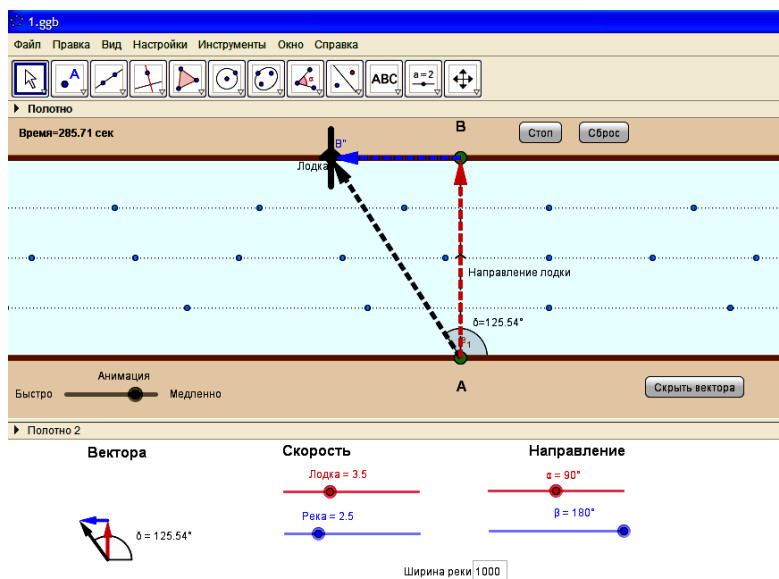 1.ggb
Файл Правка Вид Настройки Инструменты Окно Справка
A α ABC a=2
Полотно
Время=285.71 сек
B
Стоп
Сброс
B"
Лодка
Направление лодки
δ=125.54°
A
Анимация
Быстро
Медленно
Скрыть вектора
Полотно 2
Вектора
Скорость
Направление
Лодка = 3.5
α = 90°
Река = 2.5
β = 180°
δ = 125.54°
Ширина реки 1000